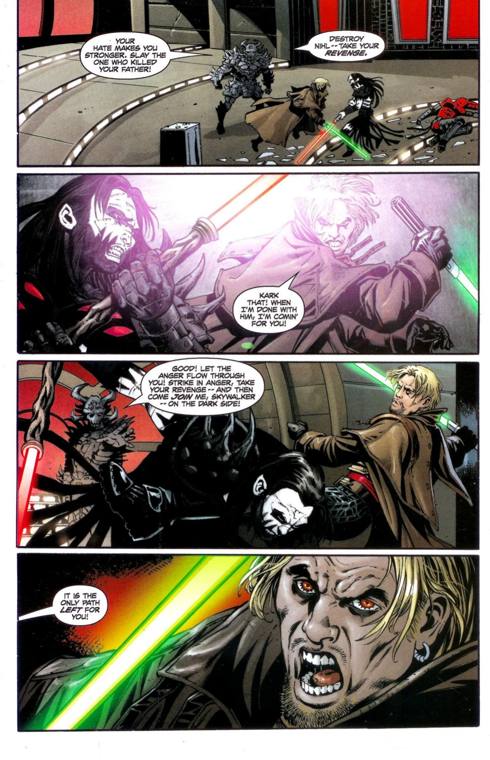 YOUR
HATE MAKES YOU
STRONGER. SLAY THE
ONE WHO KILLED
YOUR FATHER!
DESTROY
NIHL -- TAKE YOUR
REVENGE.
KARK
THAT! WHEN
I'M DONE WITH
HIM, I'M COMIN'
FOR YOU!
GOOD! LET THE
ANGER FLOW THROUGH
YOU! STRIKE IN ANGER, TAKE
YOUR REVENGE -- AND THEN
COME JOIN ME, SKYWALKER
-- ON THE DARK SIDE!
IT IS THE
ONLY PATH
LEFT FOR
YOU!